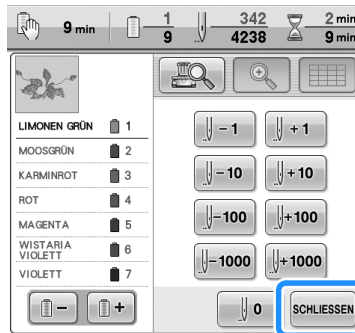 9 min 1 342 2 min
9 4238 9 min
LIMONEN GRÜN 1
MOOSGRÜN 2
KARMINROT 3
ROT 4
MAGENTA 5
WISTARIA
VIOLETT 6
VIOLETT 7
- 1 + 1
- 10 + 10
-100 +100
-1000 +1000
- + 0 SCHLIESSEN